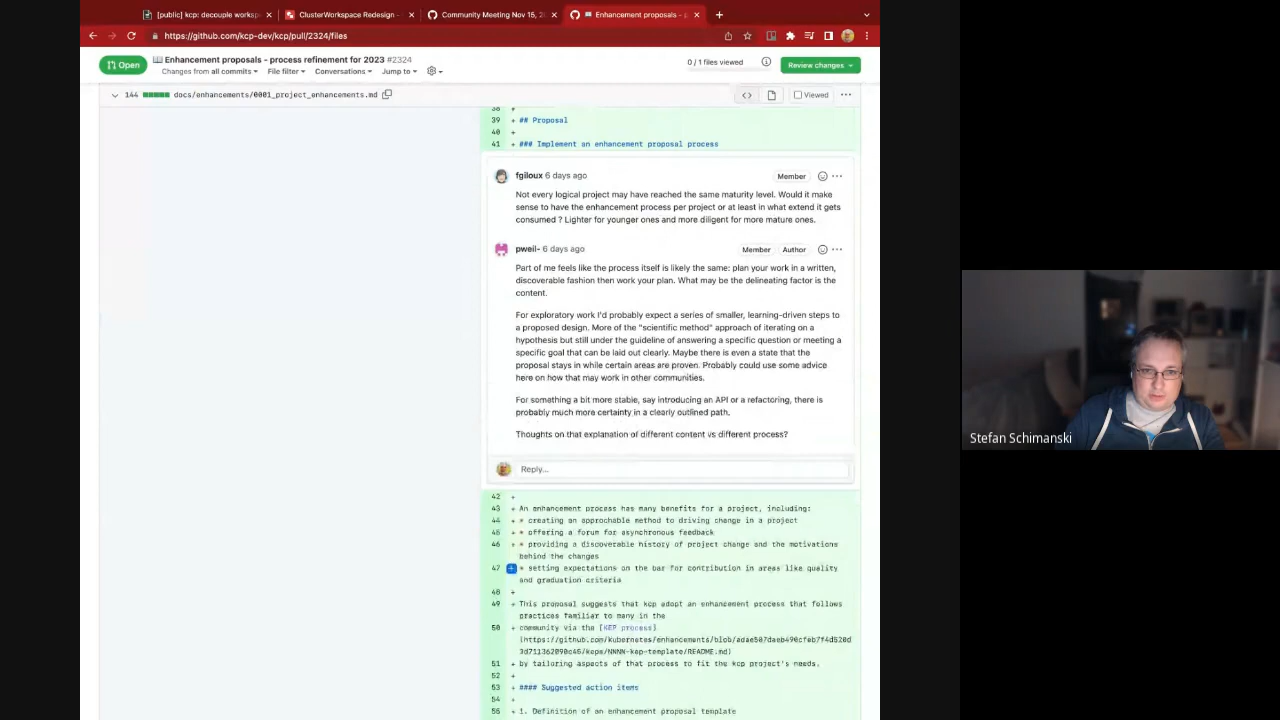 [public] kcp: decouple worksp
ClusterWorkspace Redesign -
Community Meeting Nov 15, 2
Enhancement proposals - p
https://github.com/kcp-dev/kcp/pull/2324/files
Open
Enhancement proposals - process refinement for 2023 #2324
Changes from all commits
File filter
Conversations
Jump to
0 / 1 files viewed
Review changes
144
docs/enhancements/0001_project_enhancements.md
Viewed
38 +
39 + ## Proposal
40 +
41 + ### Implement an enhancement proposal process
fgiloux 6 days ago
Member
Not every logical project may have reached the same maturity level. Would it make
sense to have the enhancement process per project or at least in what extend it gets
consumed ? Lighter for younger ones and more diligent for more mature ones.
pweil- 6 days ago
Member
Author
Part of me feels like the process itself is likely the same: plan your work in a written,
discoverable fashion then work your plan. What may be the delineating factor is the
content.
For exploratory work I'd probably expect a series of smaller, learning-driven steps to
a proposed design. More of the "scientific method" approach of iterating on a
hypothesis but still under the guideline of answering a specific question or meeting a
specific goal that can be laid out clearly. Maybe there is even a state that the
proposal stays in while certain areas are proven. Probably could use some advice
here on how that may work in other communities.
For something a bit more stable, say introducing an API or a refactoring, there is
probably much more certainty in a clearly outlined path.
Thoughts on that explanation of different content vs different process?
Reply...
42 +
43 + An enhancement process has many benefits for a project, including:
44 + * creating an approchable method to driving change in a project
45 + * offering a forum for asynchronous feedback
46 + * providing a discoverable history of project change and the motivations
behind the changes
47 + * setting expectations on the bar for contribution in areas like quality
and graduation criteria
48 +
49 + This proposal suggests that kcp adopt an enhancement process that follows
practices familiar to many in the
50 + community via the [KEP process]
3d711362090c45/keps/NNNN-kep-template/README.md)
51 + by tailoring aspects of that process to fit the kcp project's needs.
52 +
53 + #### Suggested action items
54 +
55 + 1. Definition of an enhancement proposal template
Stefan Schimanski